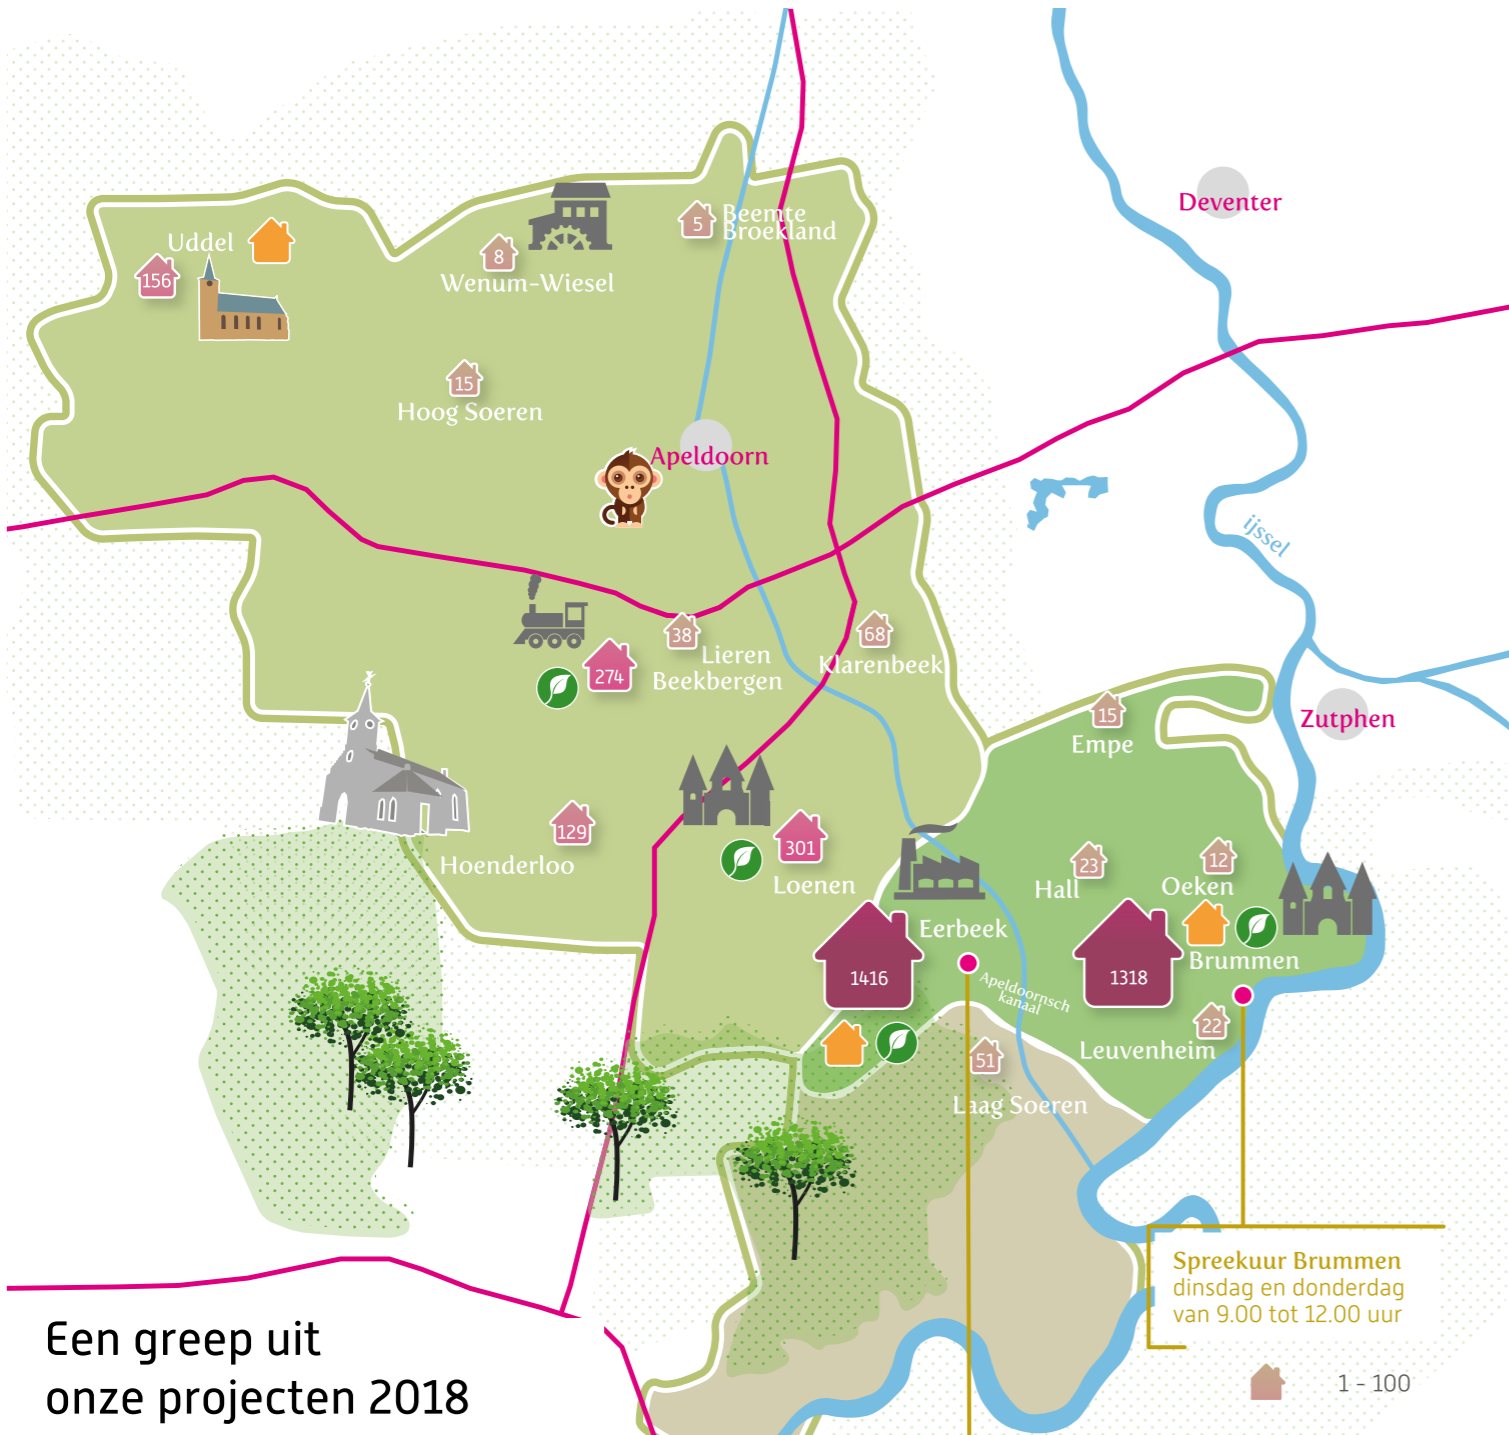 Deventer
5
Beemte
Broekland
Uddel
156
8
Wenum-Wiesel
15
Hoog Soeren
Apeldoorn
ijssel
38
Lieren
Beekbergen
274
68
Klarenbeek
15
Empe
Zutphen
129
Hoenderloo
301
Loenen
23
Hall
12
Oeken
Eerbeek
1416
1318
Brummen
Apeldoornsch
kanaal
22
Leuvenheim
51
Laag Soeren
Spreekuur Brummen
dinsdag en donderdag
van 9.00 tot 12.00 uur
Een greep uit
onze projecten 2018
1 - 100